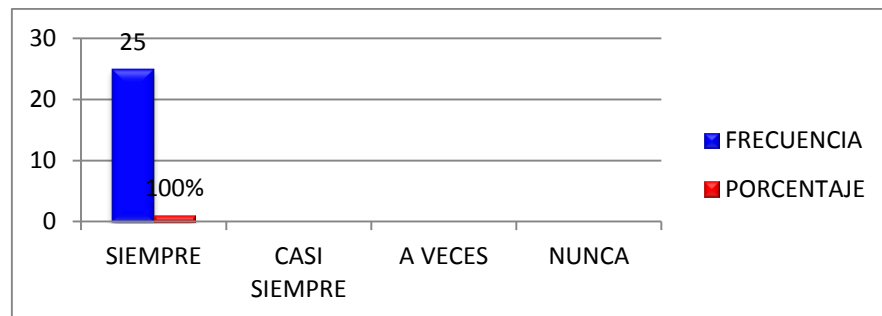 30
25
20
10
100%
0
SIEMPRE
CASI
SIEMPRE
A VECES
NUNCA
FRECUENCIA
PORCENTAJE